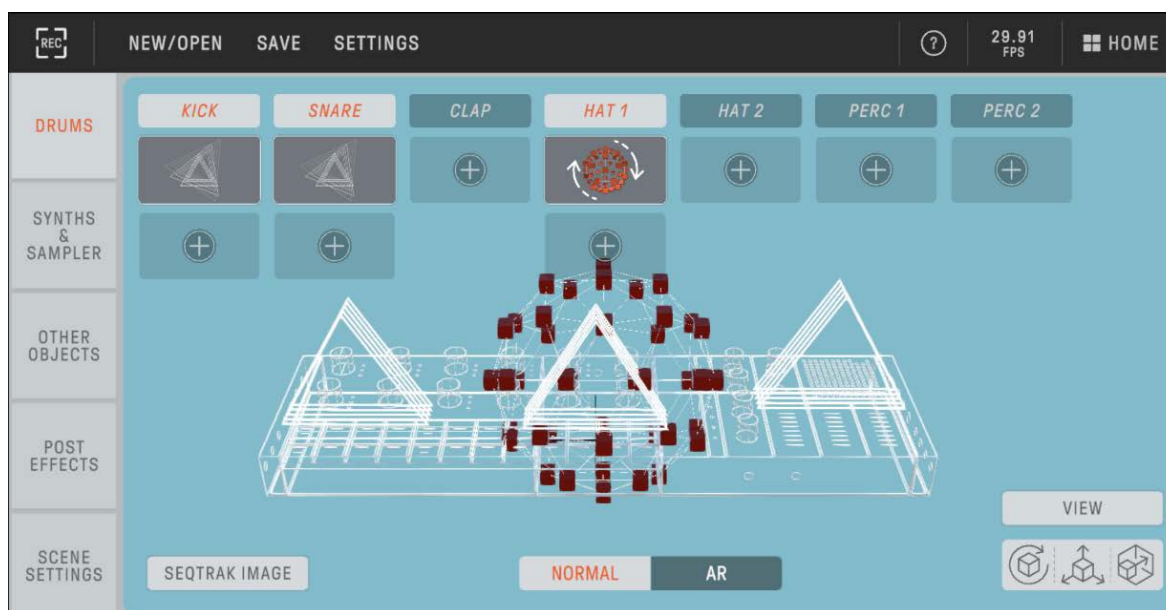 REC NEW/OPEN SAVE SETTINGS ? 29.91 HOME
FPS
DRUMS
SYNTHS
&
SAMPLER
OTHER
OBJECTS
POST
EFFECTS
SCENE
SETTINGS
KICK SNARE CLAP HAT 1 HAT 2 PERC 1 PERC 2
VIEW
SEQTRAK IMAGE NORMAL AR